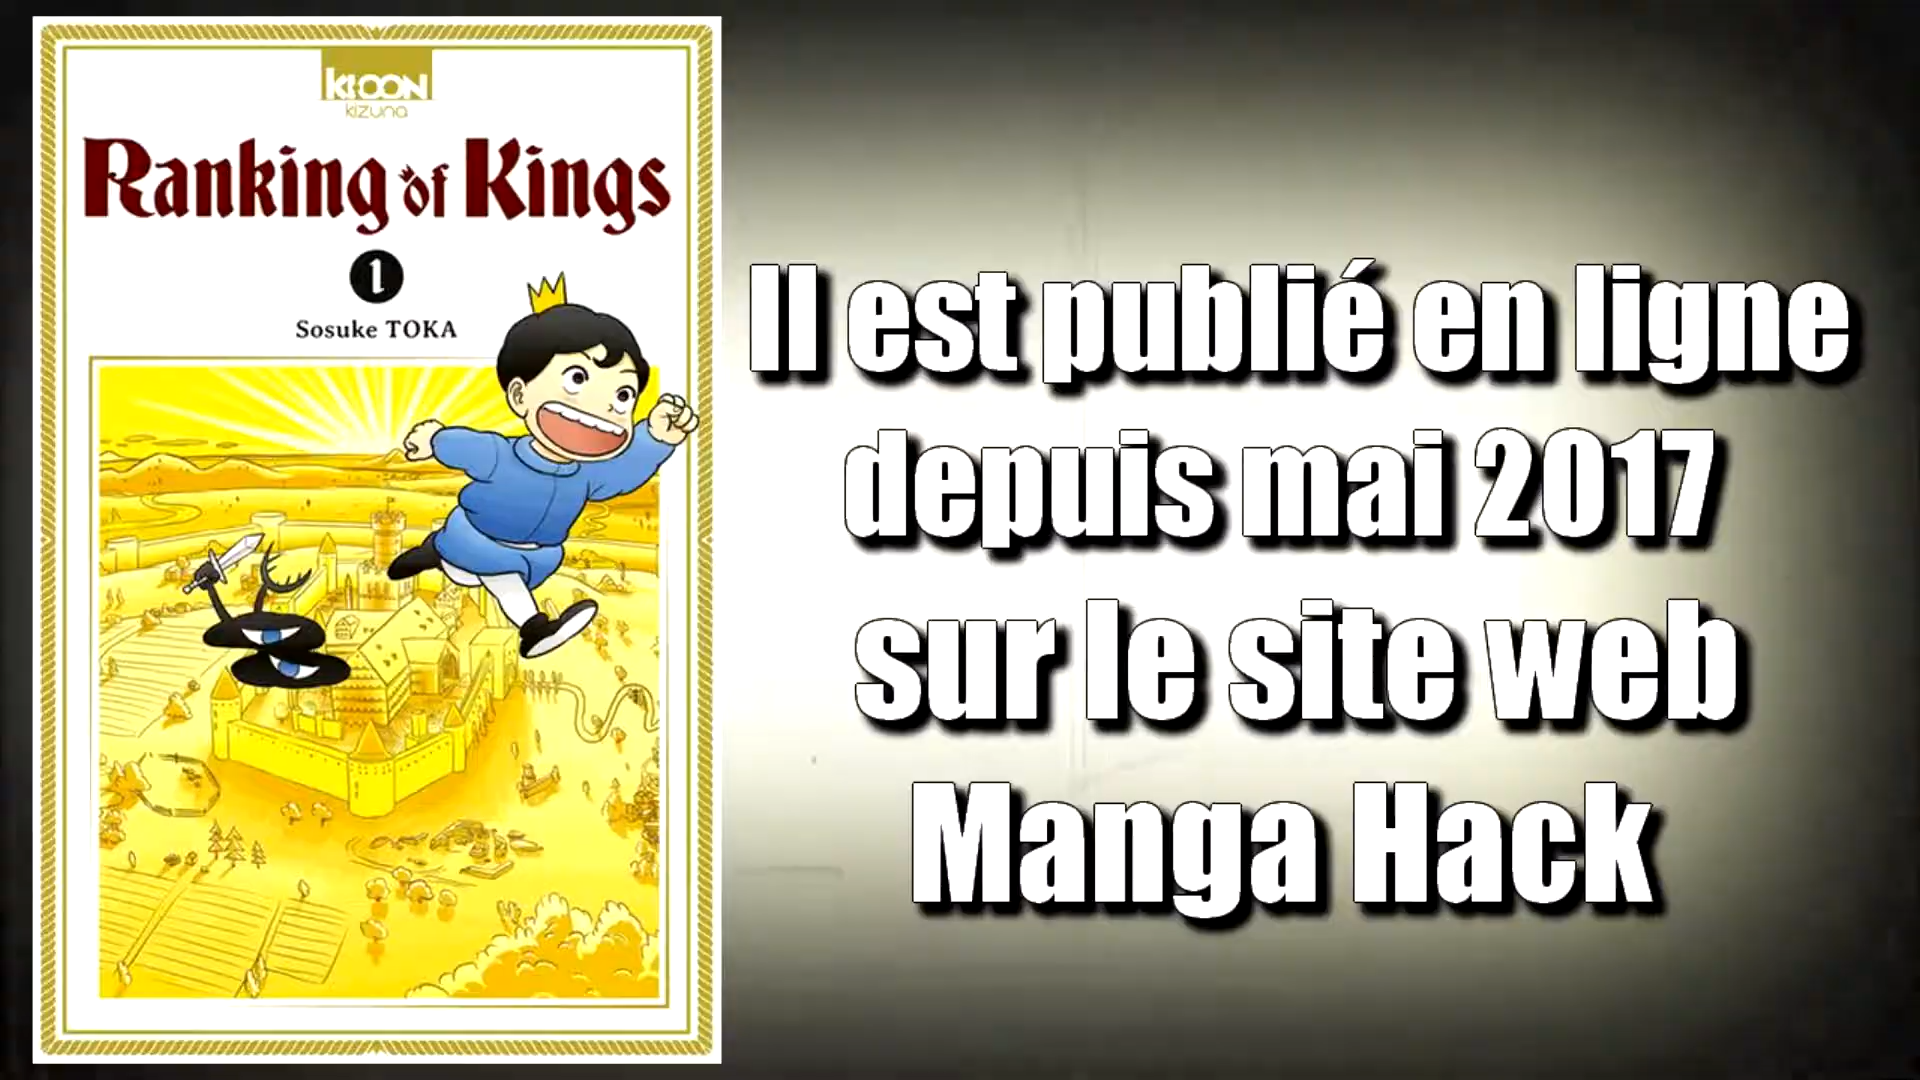 KI-OON
kizuna
Ranking of Kings
1
Sosuke TOKA
Il est publié en ligne
depuis mai 2017
sur le site web
Manga Hack